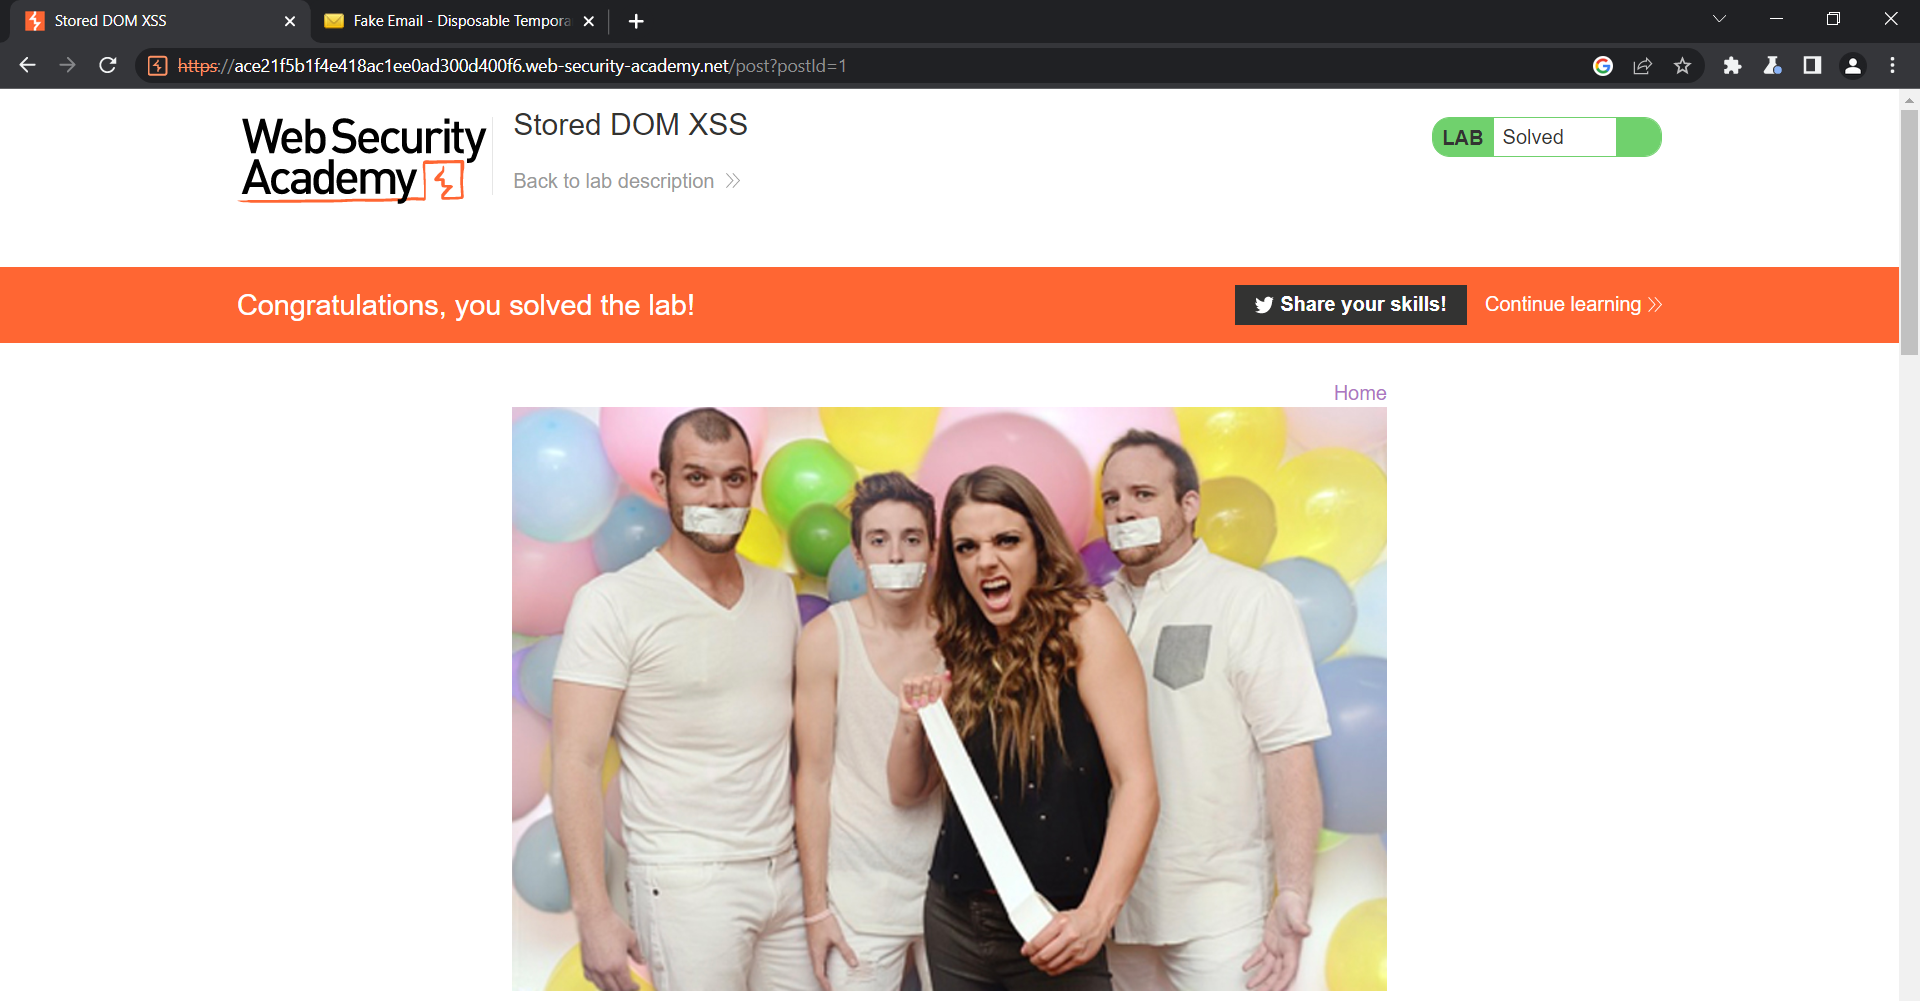 Stored DOM XSS
Fake Email - Disposable Tempora
https://ace21f5b1f4e418ac1ee0ad300d400f6.web-security-academy.net/post?postId=1
Web Security
Academy
Stored DOM XSS
Back to lab description
LAB Solved
Congratulations, you solved the lab!
Share your skills!
Continue learning
Home